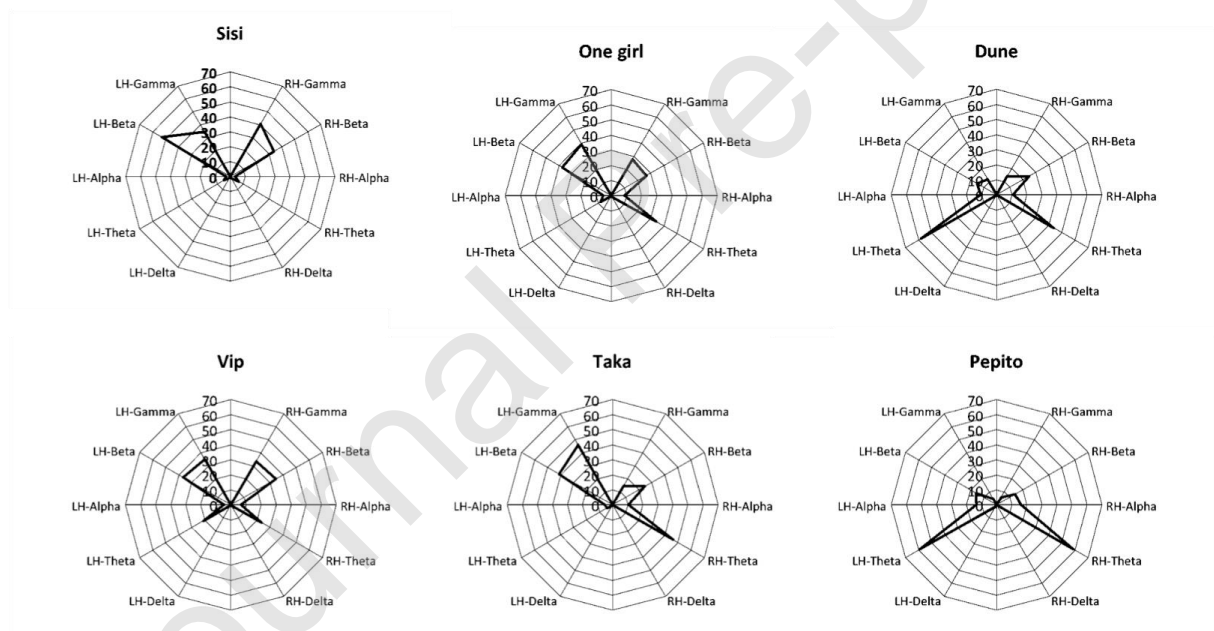 Sisi
70
60
50
40
30
20
10
0
LH-Gamma
RH-Gamma
LH-Beta
RH-Beta
LH-Alpha
RH-Alpha
LH-Theta
RH-Theta
LH-Delta
RH-Delta
One girl
70
60
50
40
30
20
10
0
LH-Gamma
RH-Gamma
LH-Beta
RH-Beta
LH-Alpha
RH-Alpha
LH-Theta
RH-Theta
LH-Delta
RH-Delta
Dune
70
60
50
40
30
20
10
0
LH-Gamma
RH-Gamma
LH-Beta
RH-Beta
LH-Alpha
RH-Alpha
LH-Theta
RH-Theta
LH-Delta
RH-Delta
Vip
70
60
50
40
30
20
10
0
LH-Gamma
RH-Gamma
LH-Beta
RH-Beta
LH-Alpha
RH-Alpha
LH-Theta
RH-Theta
LH-Delta
RH-Delta
Taka
70
60
50
40
30
20
10
0
LH-Gamma
RH-Gamma
LH-Beta
RH-Beta
LH-Alpha
RH-Alpha
LH-Theta
RH-Theta
LH-Delta
RH-Delta
Pepito
70
60
50
40
30
20
10
0
LH-Gamma
RH-Gamma
LH-Beta
RH-Beta
LH-Alpha
RH-Alpha
LH-Theta
RH-Theta
LH-Delta
RH-Delta
ournal Pre-p